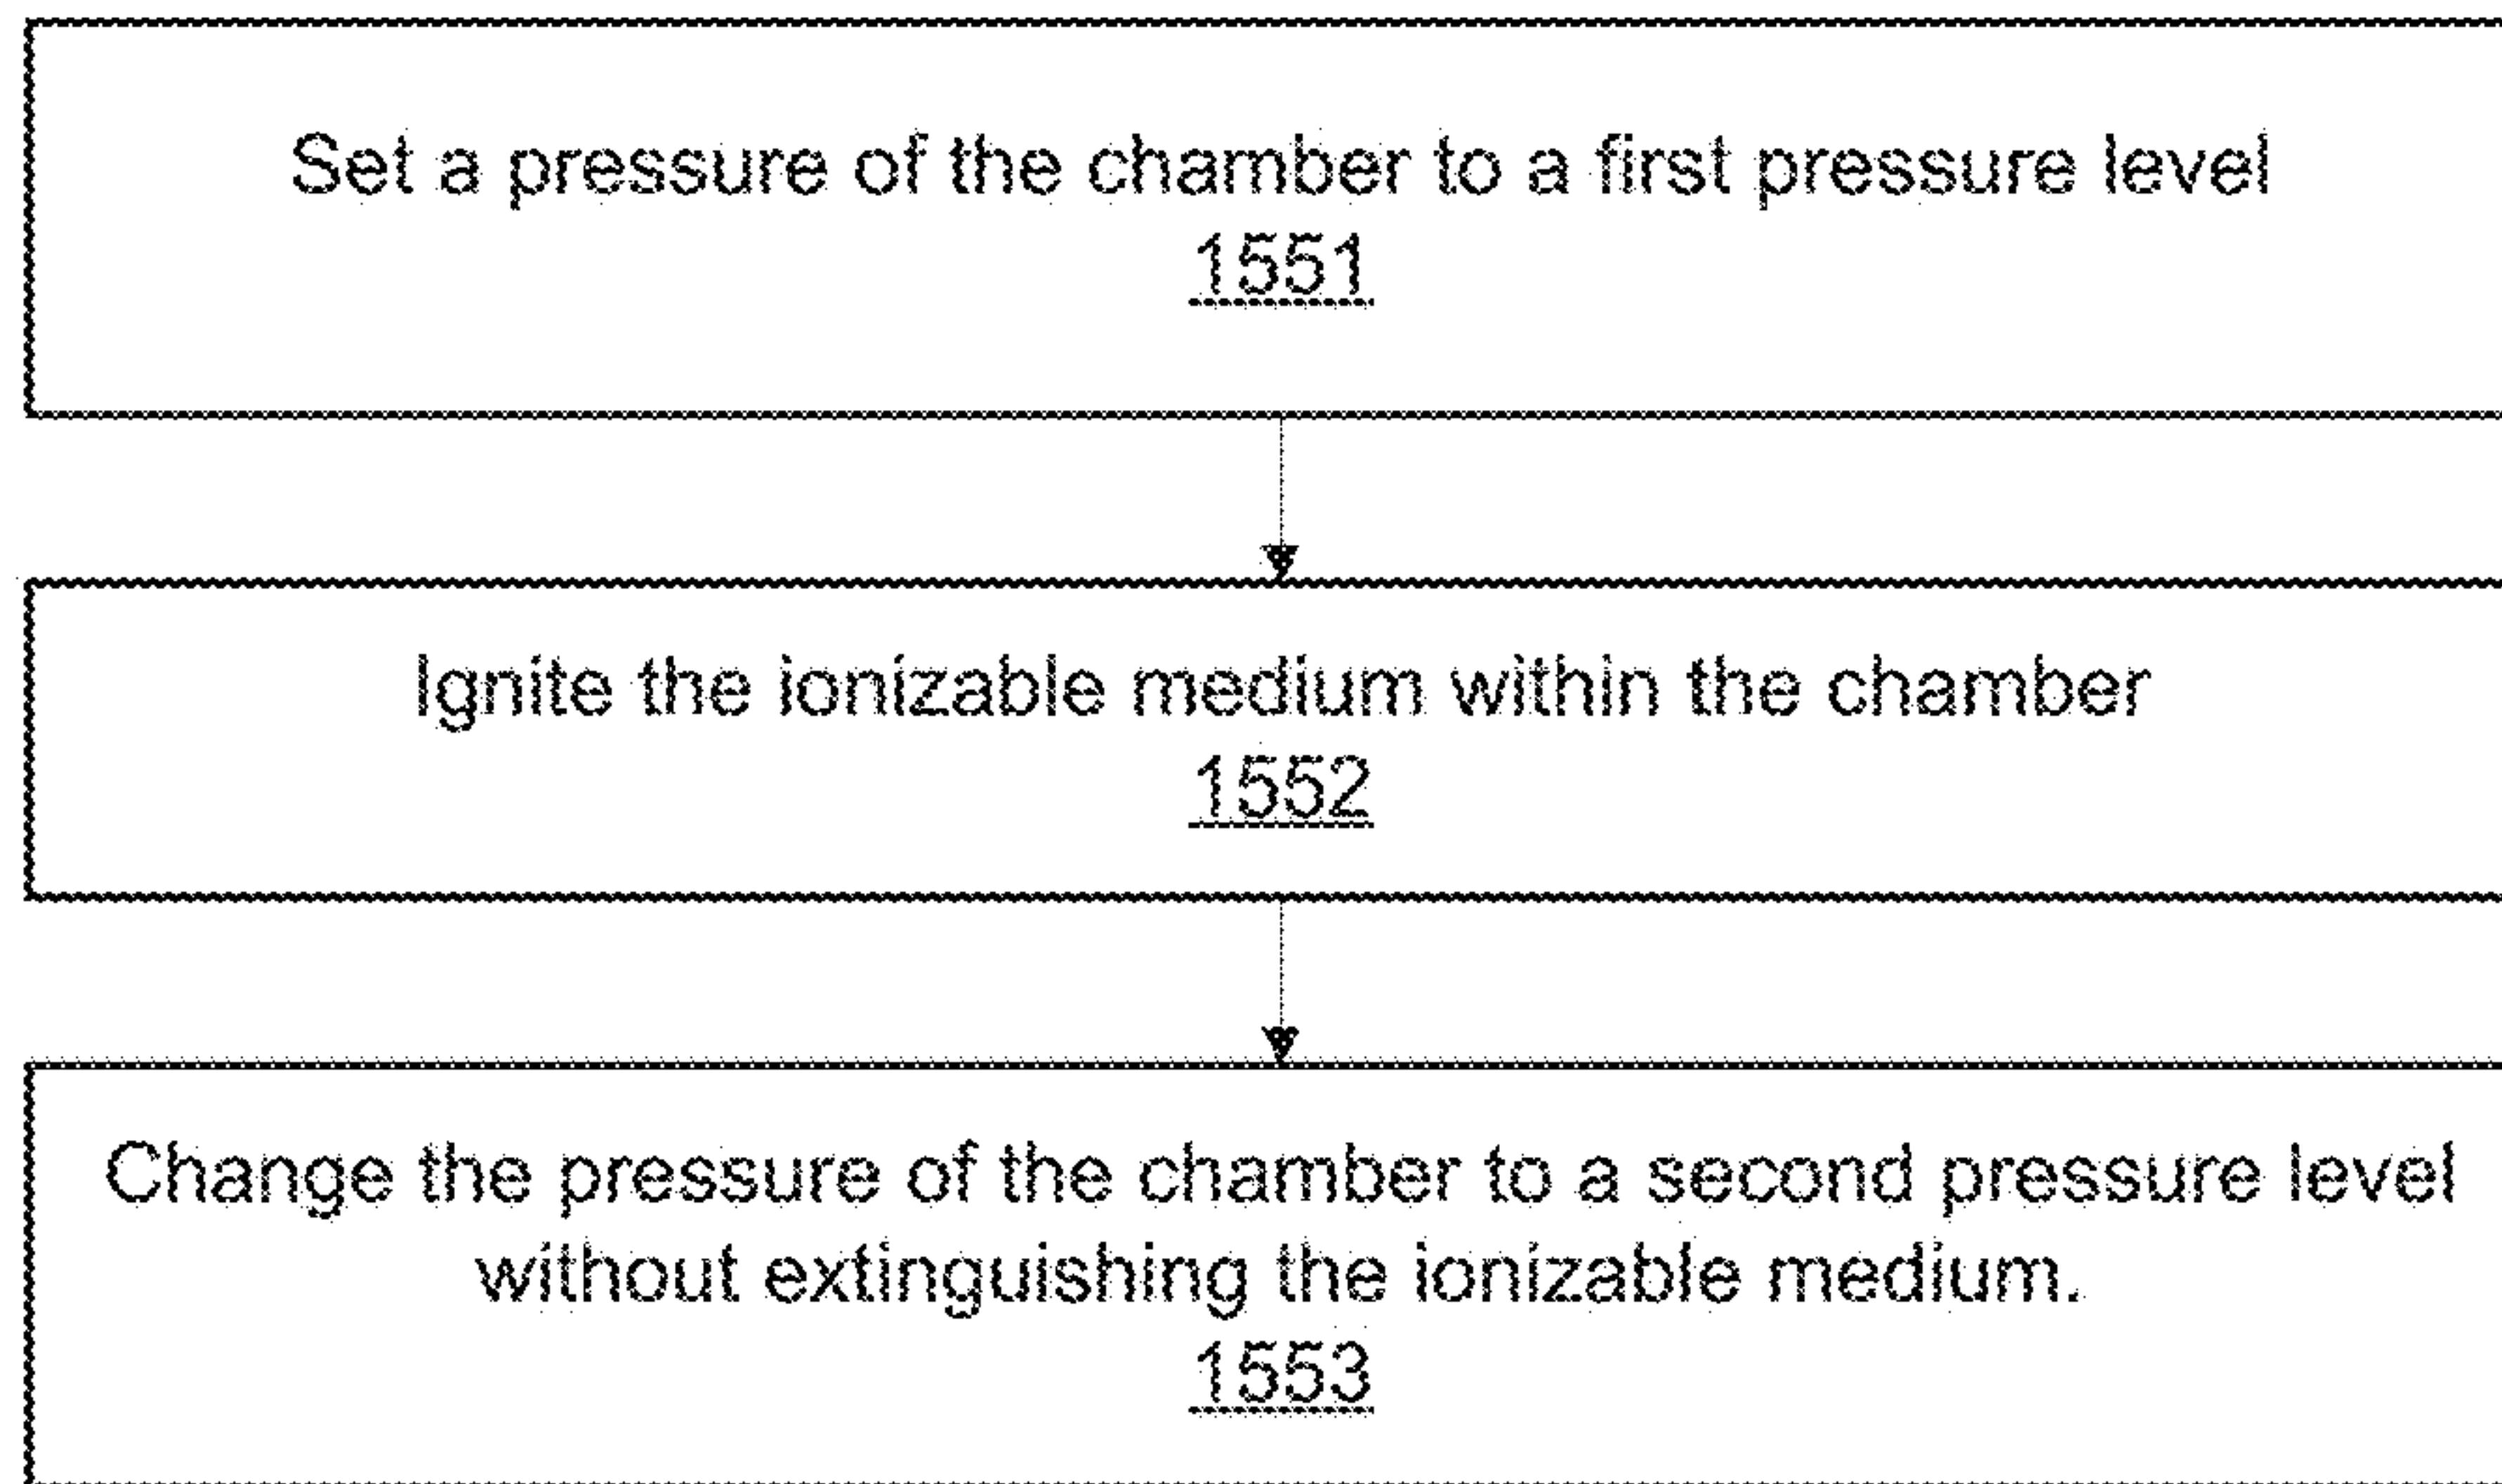 Set a pressure of the chamber to a first pressure level
1551
Ignite the ionizable medium within the chamber
1552
Change the pressure of the chamber to a second pressure level
without extinguishing the ionizable medium.
1553